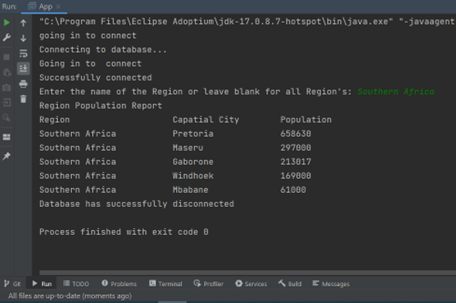 Run: App
"C:\Program Files\Eclipse Adoptium\jdk-17.0.8.7-hotspot\bin\java.exe" "-javaagent
going in to connect
Connecting to database...
Going in to  connect
Successfully connected
Enter the name of the Region or leave blank for all Region's: Southern Africa
Region Population Report
Region Capatial City Population
Southern Africa Pretoria 658630
Southern Africa Maseru 297000
Southern Africa Gaborone 213017
Southern Africa Windhoek 169000
Southern Africa Mbabane 61000
Database has successfully disconnected
Process finished with exit code 0
Git Run TODO Problems Terminal Profiler Services Build Messages
All files are up-to-date (moments ago)